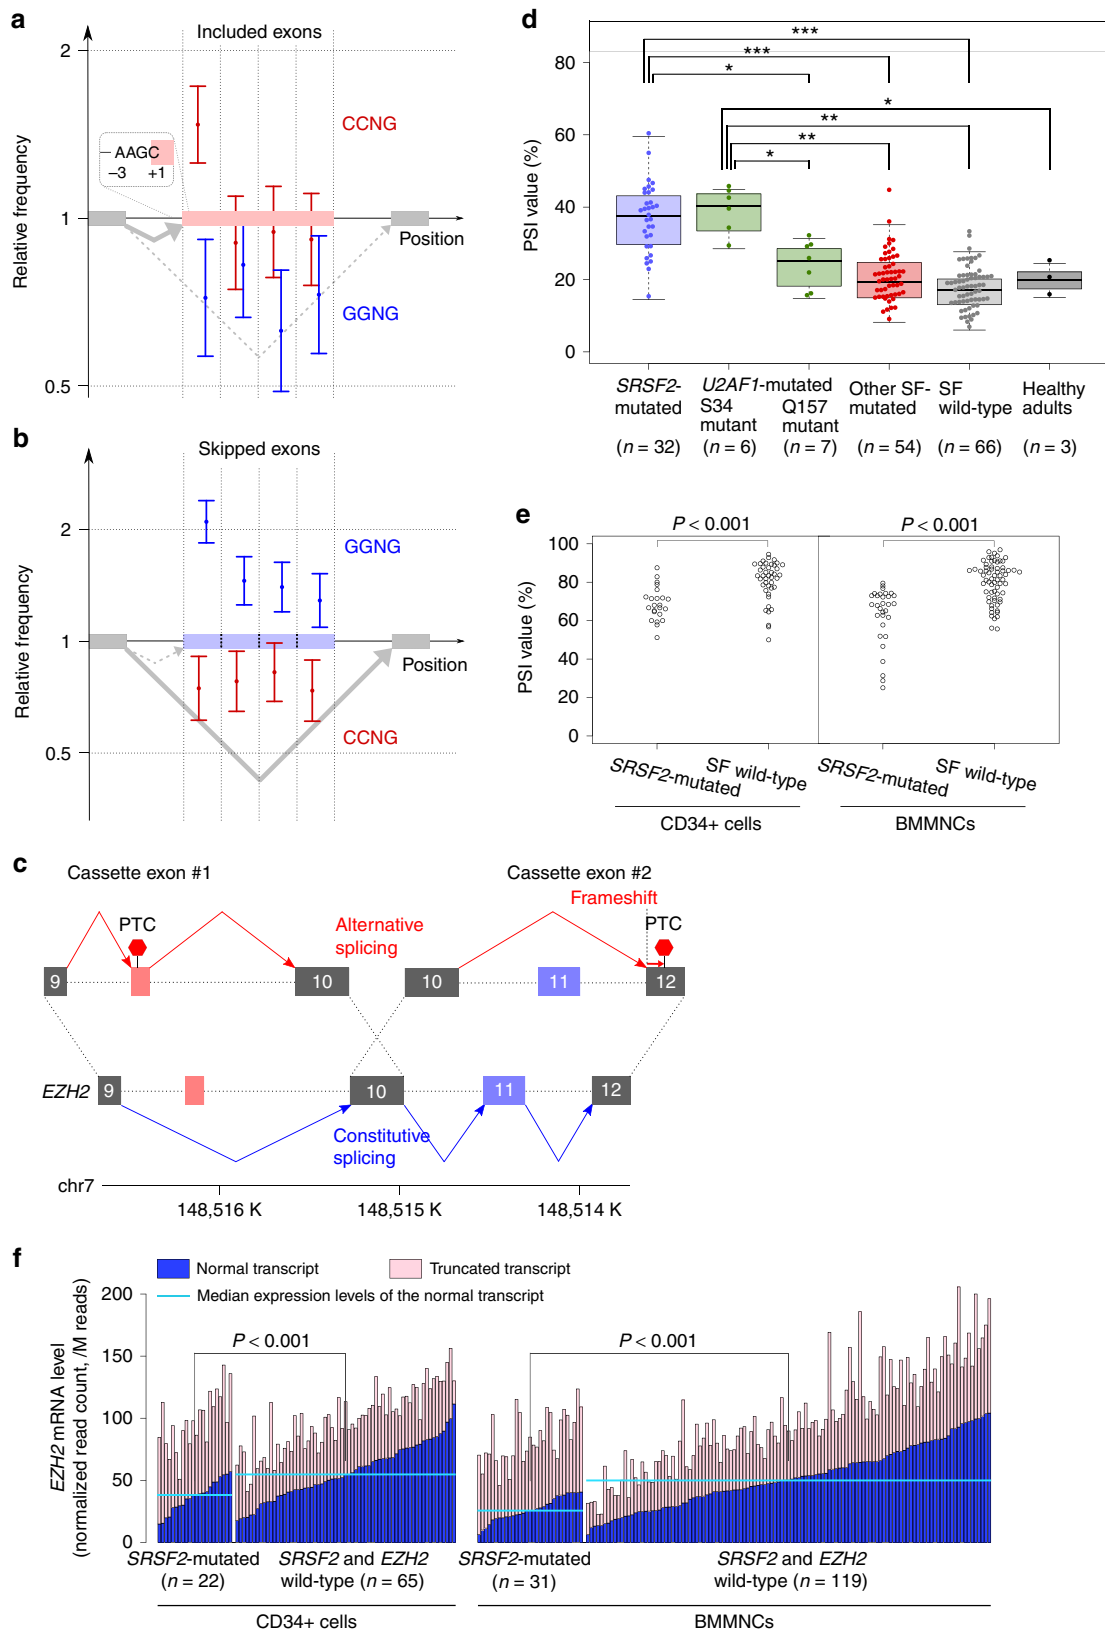 a
Included exons
2
CCNG
AAGC
–3 +1
1
Position
GGNG
0.5
Relative frequency
b
Skipped exons
2
GGNG
1
Position
CCNG
0.5
Relative frequency
c
Cassette exon #1
Cassette exon #2
Frameshift
PTC
Alternative
splicing
PTC
9
10
10
11
12
EZH2
9
10
11
12
Constitutive
splicing
chr7
148,516 K
148,515 K
148,514 K
d
***
***
*
*
**
**
*
80
60
40
20
0
PSI value (%)
SRSF2-
mutated
(n = 32)
U2AF1-mutated
S34
mutant
(n = 6)
Q157
mutant
(n = 7)
Other SF-
mutated
(n = 54)
SF
wild-type
(n = 66)
Healthy
adults
(n = 3)
e
P < 0.001
P < 0.001
100
80
60
40
20
0
PSI value (%)
SRSF2-mutated
SF wild-type
SRSF2-mutated
SF wild-type
CD34+ cells
BMMNCs
f
Normal transcript
Truncated transcript
Median expression levels of the normal transcript
P < 0.001
P < 0.001
200
150
100
50
0
EZH2 mRNA level
(normalized read count, /M reads)
SRSF2-mutated
(n = 22)
SRSF2 and EZH2
wild-type (n = 65)
SRSF2-mutated
(n = 31)
SRSF2 and EZH2
wild-type (n = 119)
CD34+ cells
BMMNCs